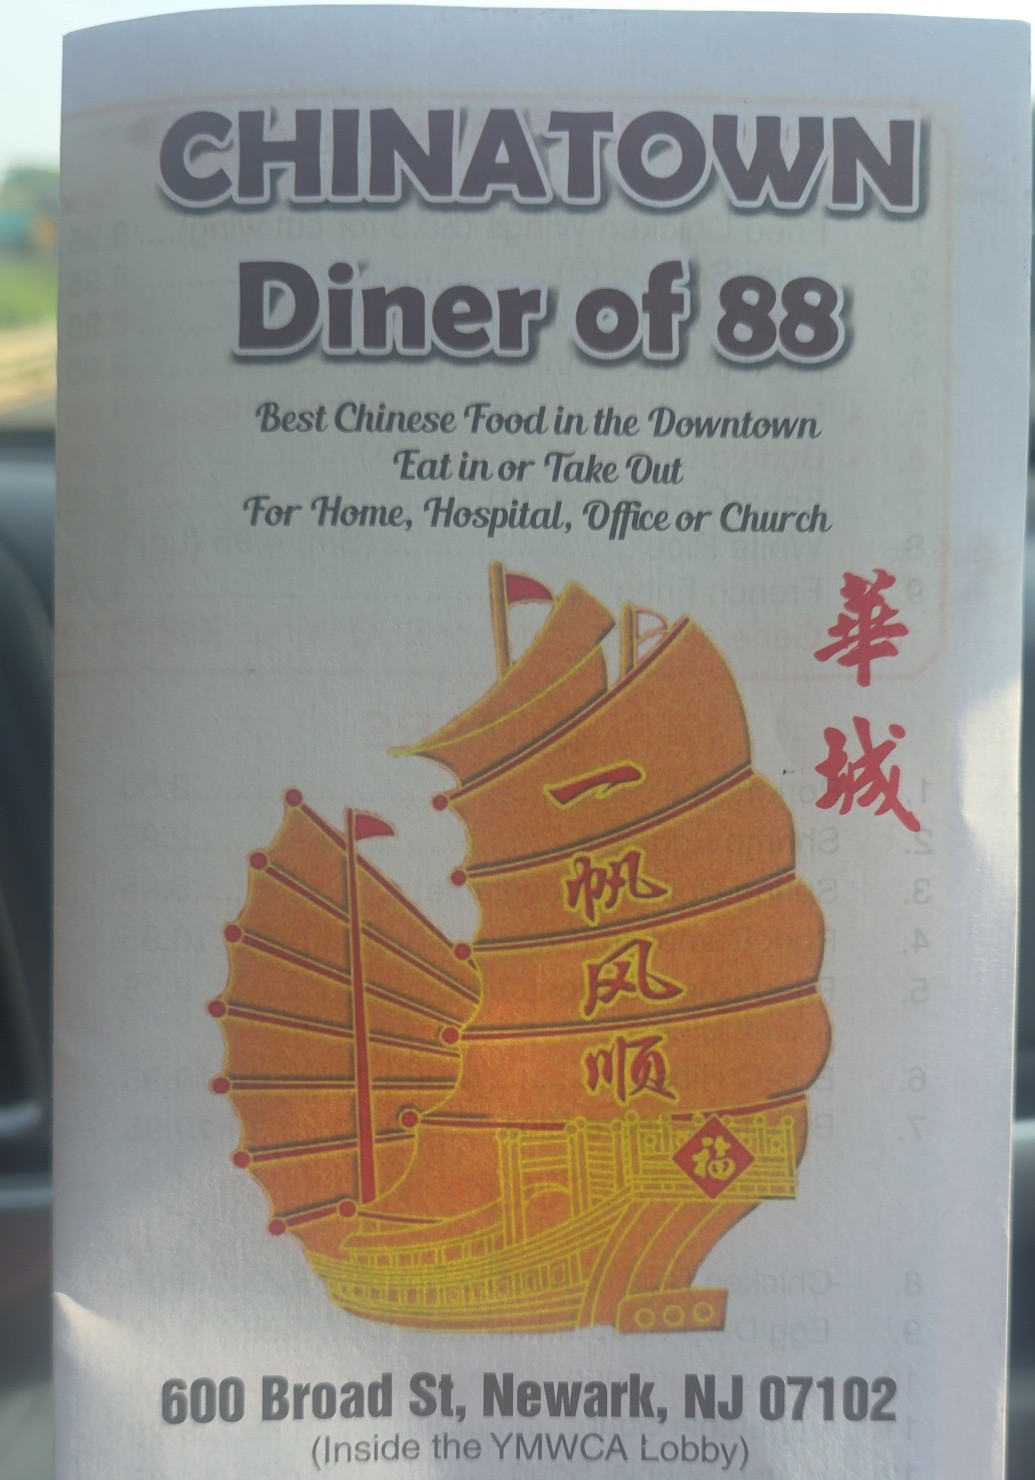 CHINATOWN
Diner of 88
Best Chinese Food in the Downtown
Eat in or Take Out
For Home, Hospital, Office or Church
華城
一帆风顺
福
600 Broad St, Newark, NJ 07102
(Inside the YMWCA Lobby)